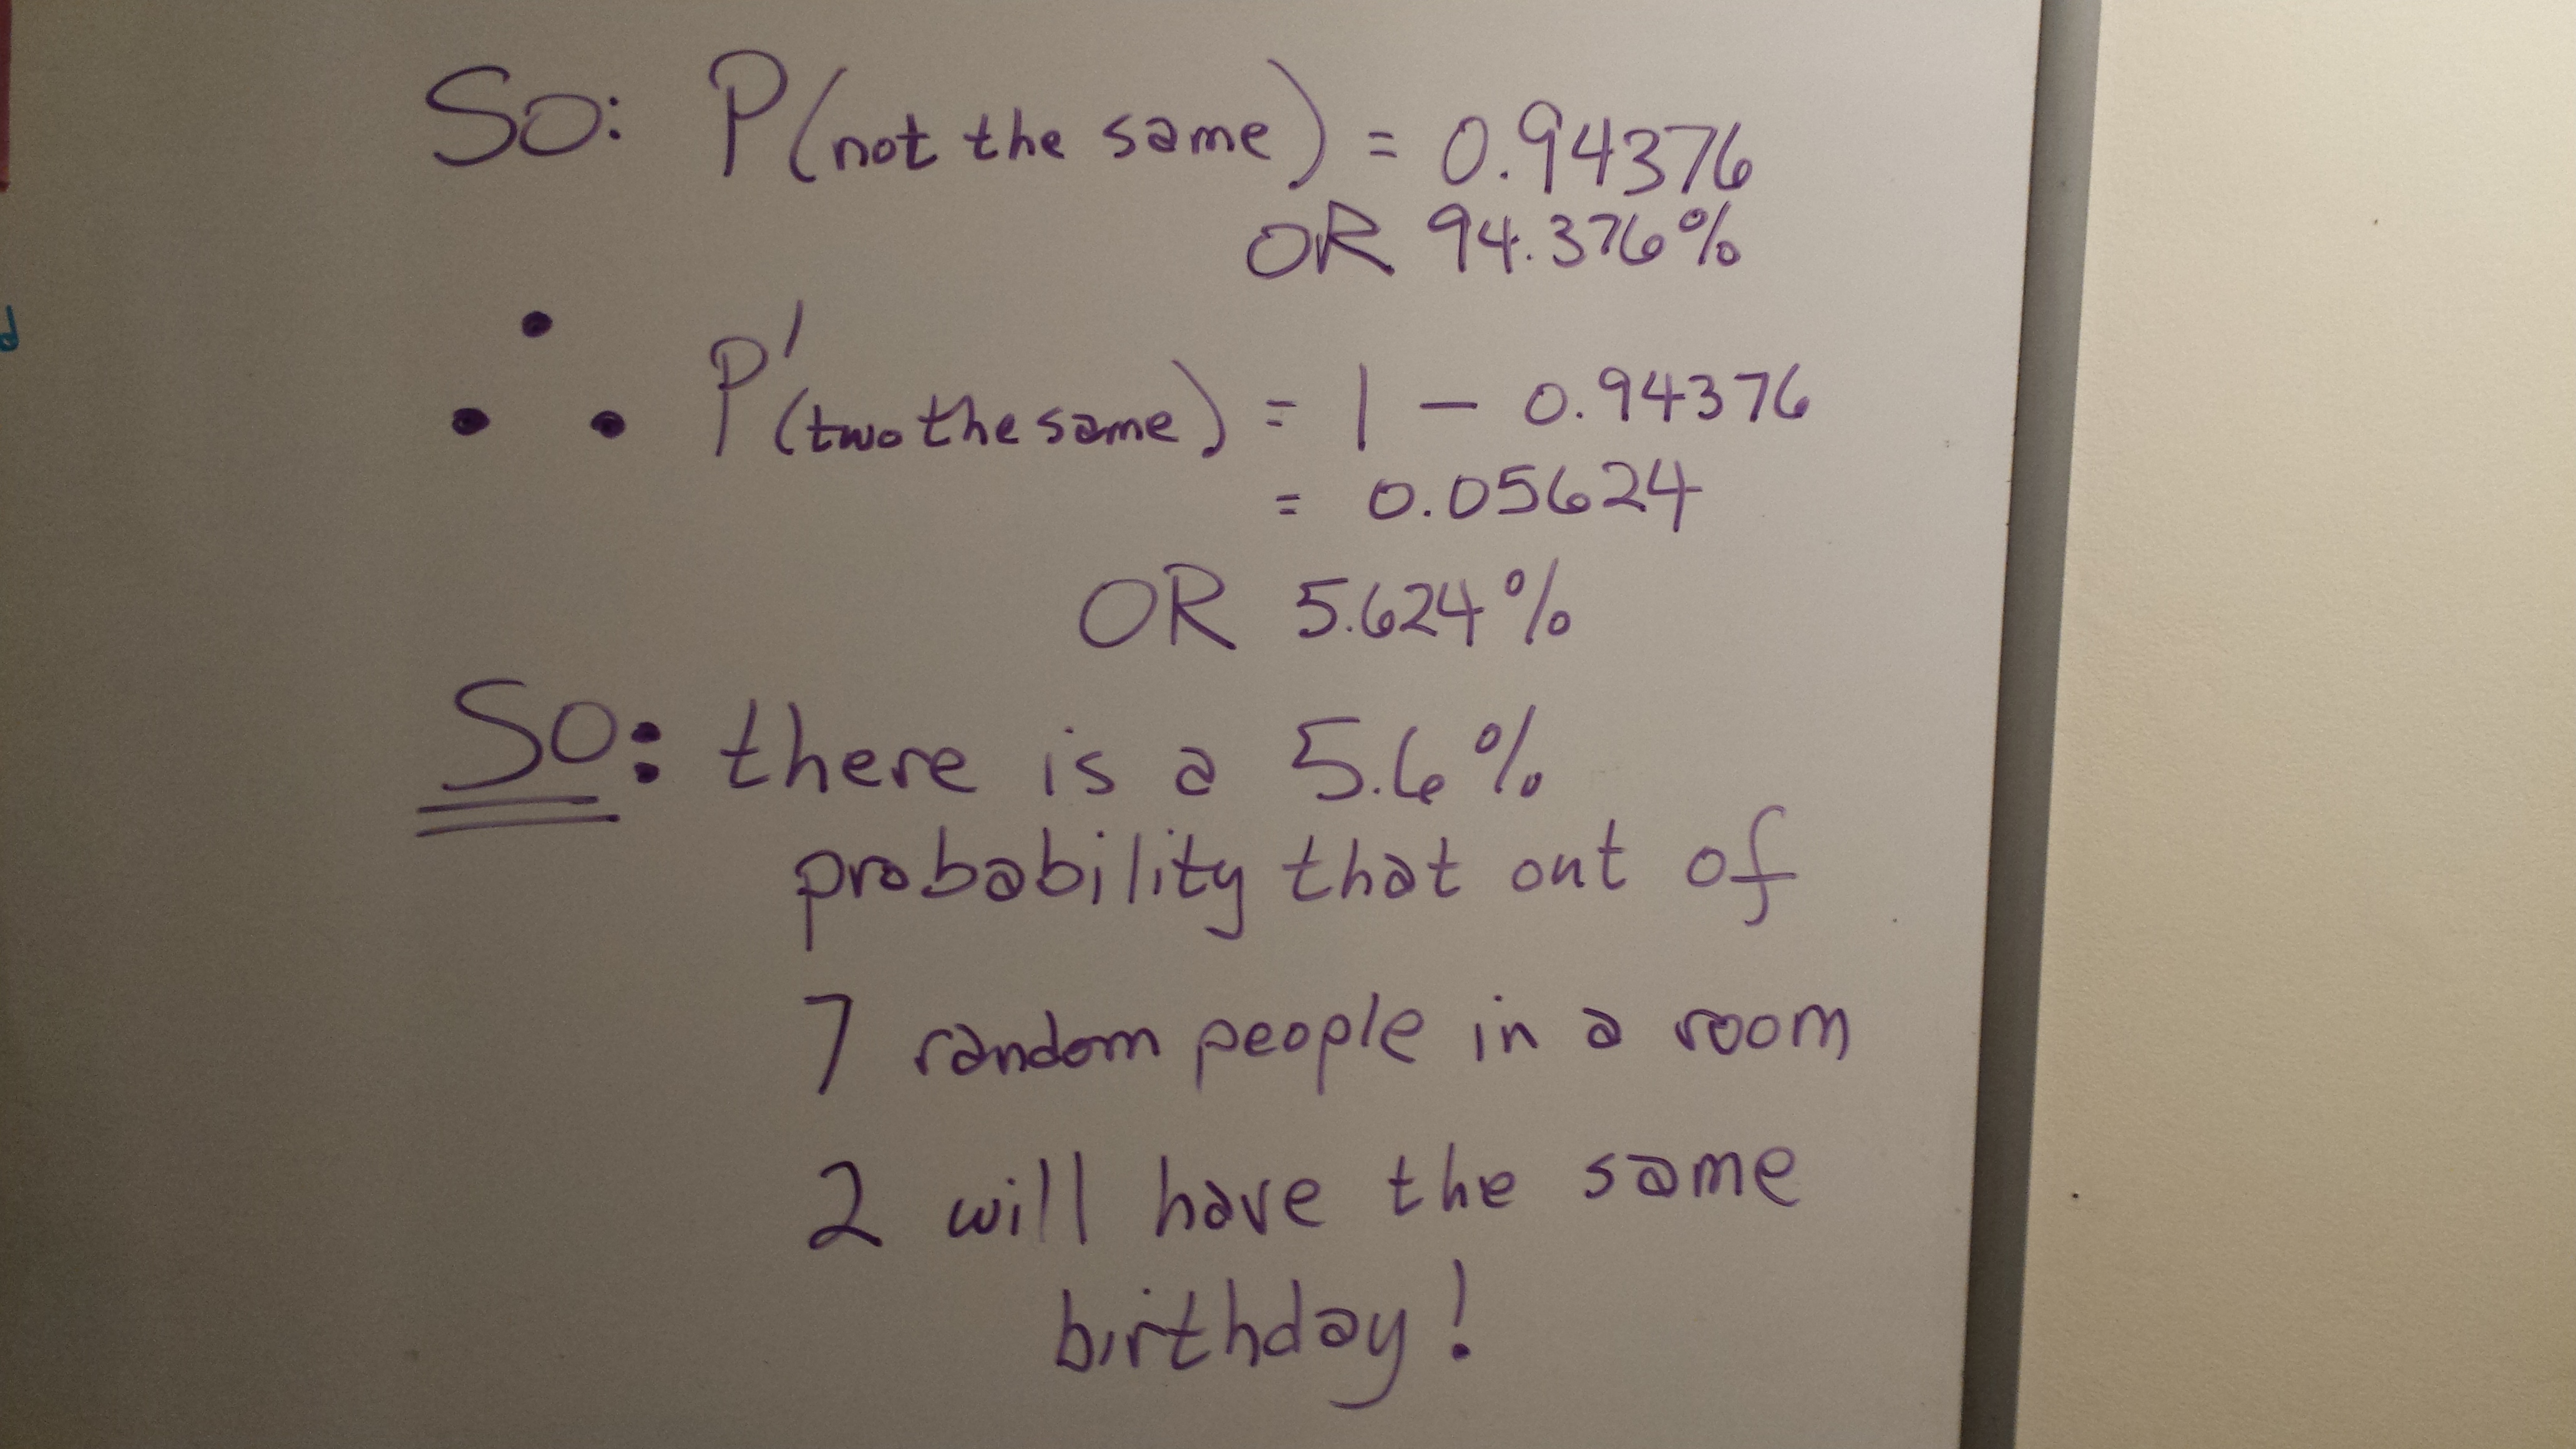 So: P(not the same) = 0.94376
OR 94.376%
∴ P'(two the same) = 1 - 0.94376
= 0.05624
OR 5.624%
So: there is a 5.6%
probability that out of
7 random people in a room
2 will have the same
birthday!